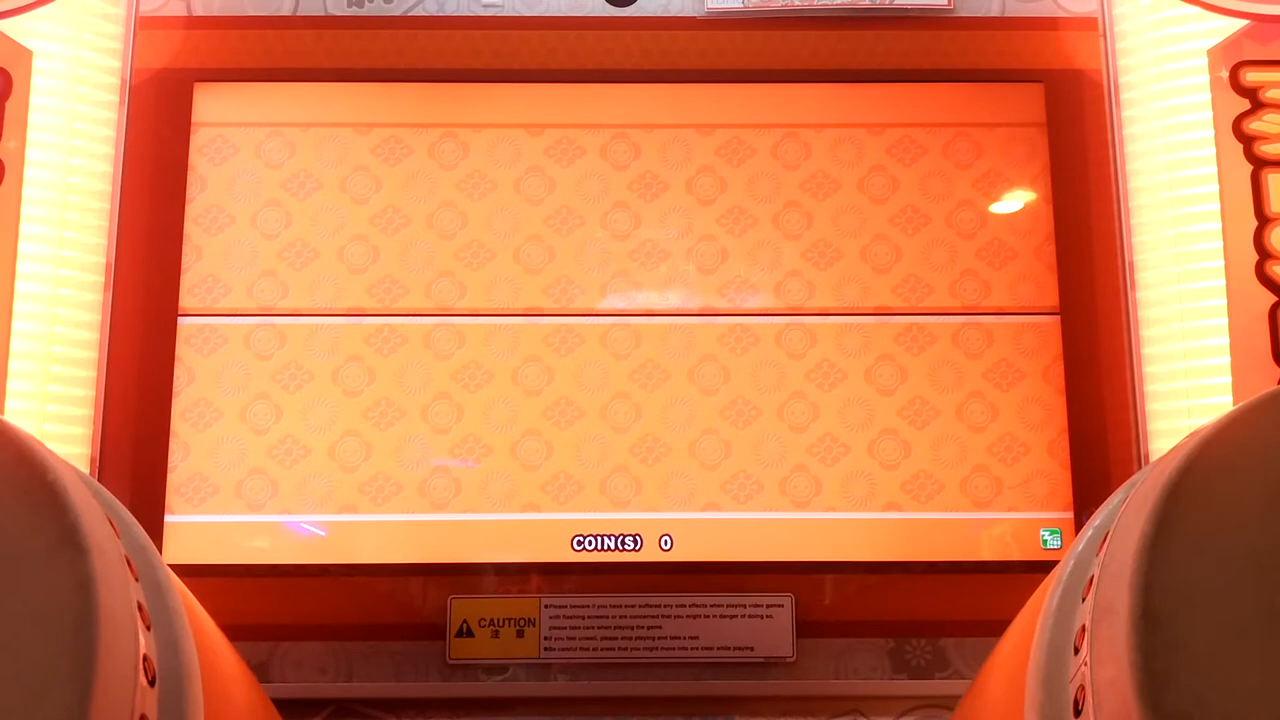 COIN(S) 0
CAUTION
注 意
●Please beware if you have ever suffered any side effects when playing video games
with flashing screens or are concerned that you might be in danger of doing so,
please take care when playing the game.
●If you feel unwell, please stop playing and take a rest.
●Be careful that all areas that you might move into are clear while playing.